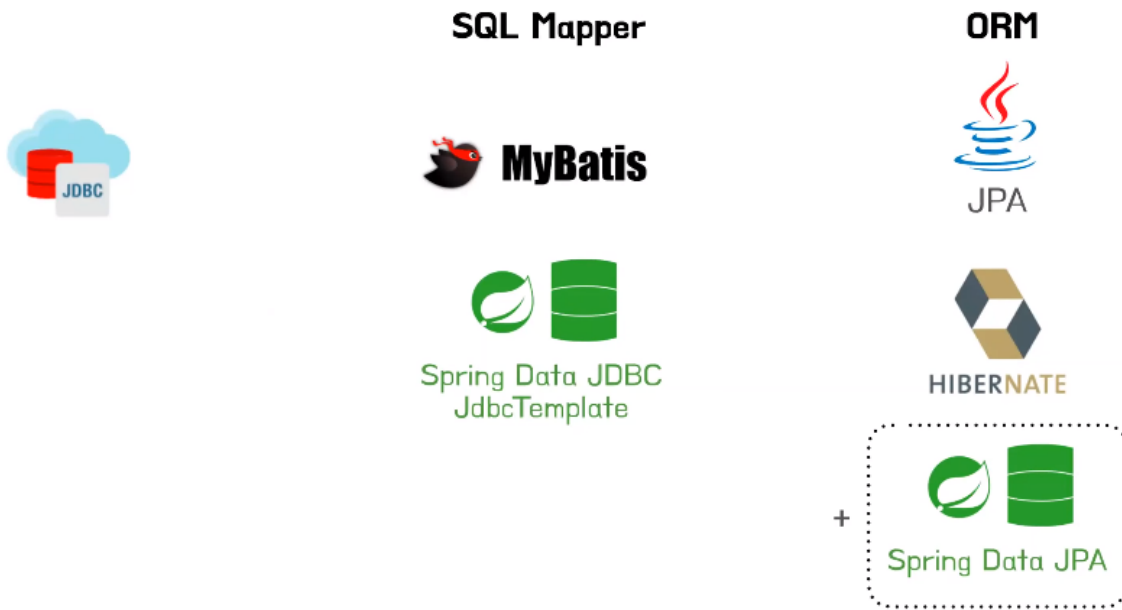 SQL Mapper
ORM
JDBC
MyBatis
JPA
Spring Data JDBC
JdbcTemplate
HIBERNATE
+
Spring Data JPA